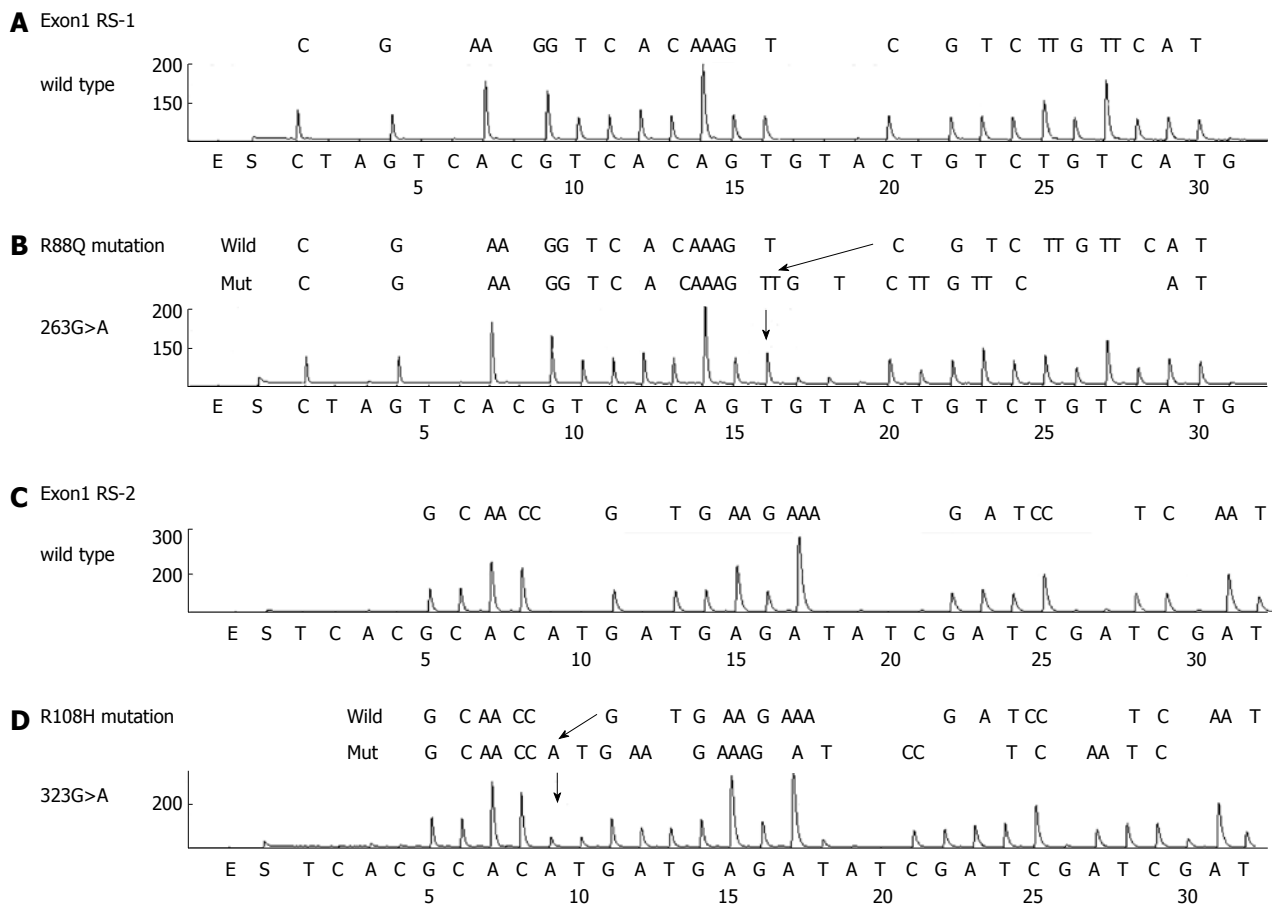 A Exon1 RS-1
C G AA GG T C A C AAAG T C G T C TT G TT C A T
wild type
200
150
E S C T A G T C A C G T C A C A G T G T A C T G T C T G T C A T G
5 10 15 20 25 30
B R88Q mutation Wild C G AA GG T C A CAAAG T C G T C TT G TT C A T
Mut C G AA GG T C A CAAAG TT G T C TT G TT C A T
263G>A
200
150
E S C T A G T C A C G T C A C A G T G T A C T G T C T G T C A T G
5 10 15 20 25 30
C Exon1 RS-2
G C AA CC G T G AA G AAA G A T CC T C AA T
wild type
300
200
E S T C A C G C A C A T G A T G A G A T A T C G A T C G A T C G A T
5 10 15 20 25 30
D R108H mutation Wild G C AA CC G T G AA G AAA G A T CC T C AA T
Mut G C AA CC A T G AA G AAAG A T CC T C AA T C
323G>A
200
E S T C A C G C A C A T G A T G A G A T A T C G A T C G A T C G A T
5 10 15 20 25 30